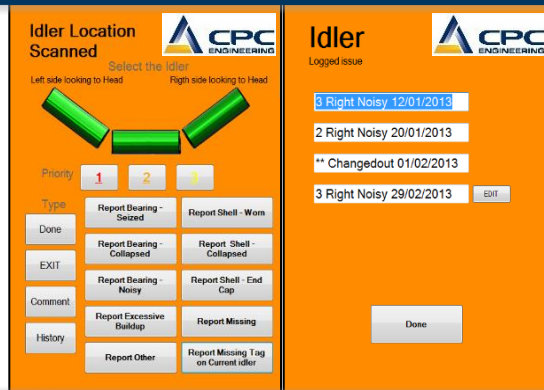 Idler Location
Scanned
CPC
ENGINEERING
Select the Idler
Left side looking to Head
Rigth side looking to Head
Priority
1
2
3
Type
Done
EXIT
Comment
History
Report Bearing -
Seized
Report Shell - Worn
Report Bearing -
Collapsed
Report Shell -
Collapsed
Report Bearing -
Noisy
Report Shell - End
Cap
Report Excessive
Buildup
Report Missing
Report Other
Report Missing Tag
on Current idler
Idler
Logged issue
CPC
ENGINEERING
3 Right Noisy 12/01/2013
2 Right Noisy 20/01/2013
** Changedout 01/02/2013
3 Right Noisy 29/02/2013
EDIT
Done